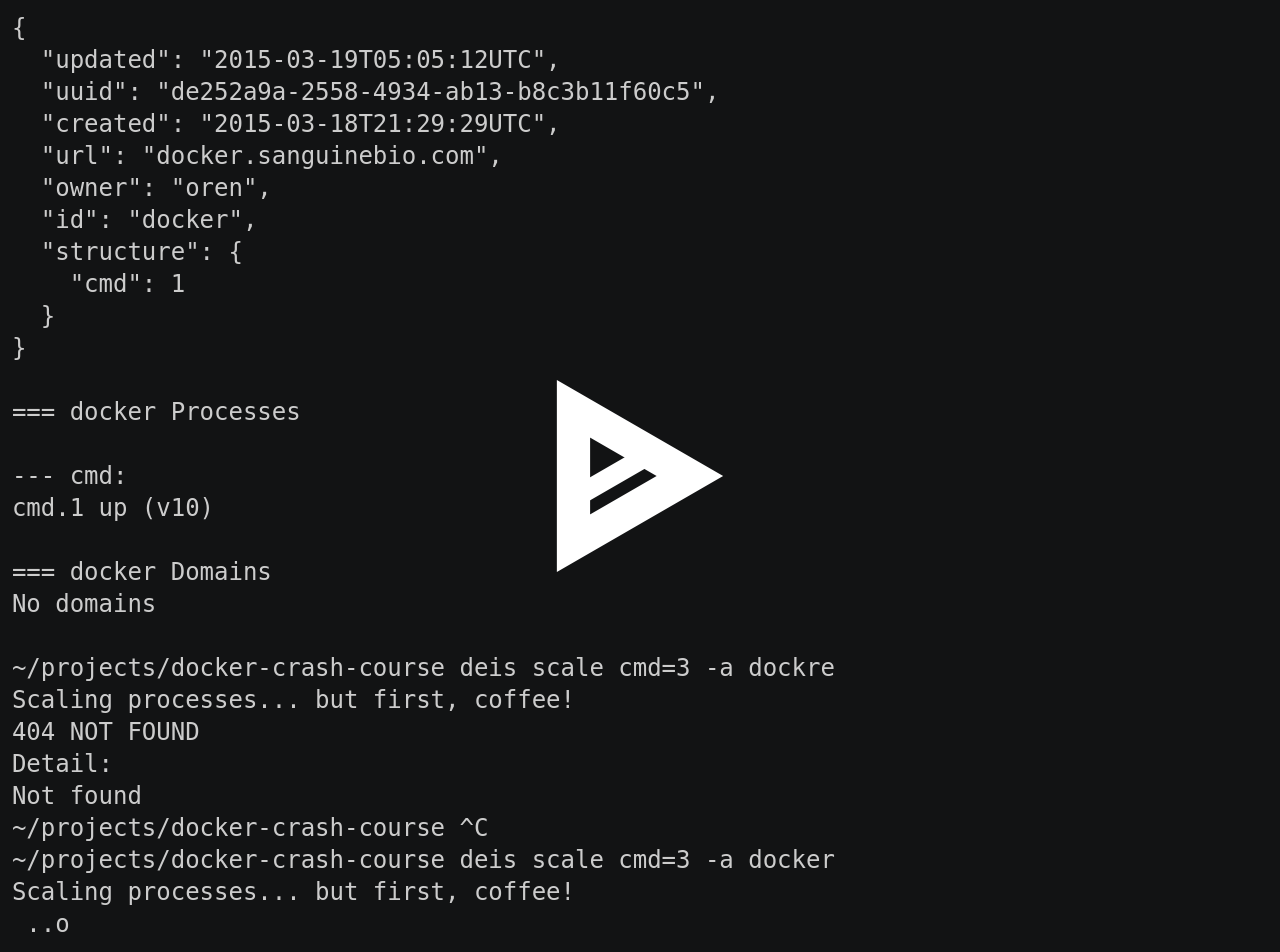 {
  "updated": "2015-03-19T05:05:12UTC",
  "uuid": "de252a9a-2558-4934-ab13-b8c3b11f60c5",
  "created": "2015-03-18T21:29:29UTC",
  "url": "docker.sanguinebio.com",
  "owner": "oren",
  "id": "docker",
  "structure": {
    "cmd": 1
  }
}
=== docker Processes
--- cmd:
cmd.1 up (v10)
=== docker Domains
No domains
~/projects/docker-crash-course deis scale cmd=3 -a dockre
Scaling processes... but first, coffee!
404 NOT FOUND
Detail:
Not found
~/projects/docker-crash-course ^C
~/projects/docker-crash-course deis scale cmd=3 -a docker
Scaling processes... but first, coffee!
 ..o